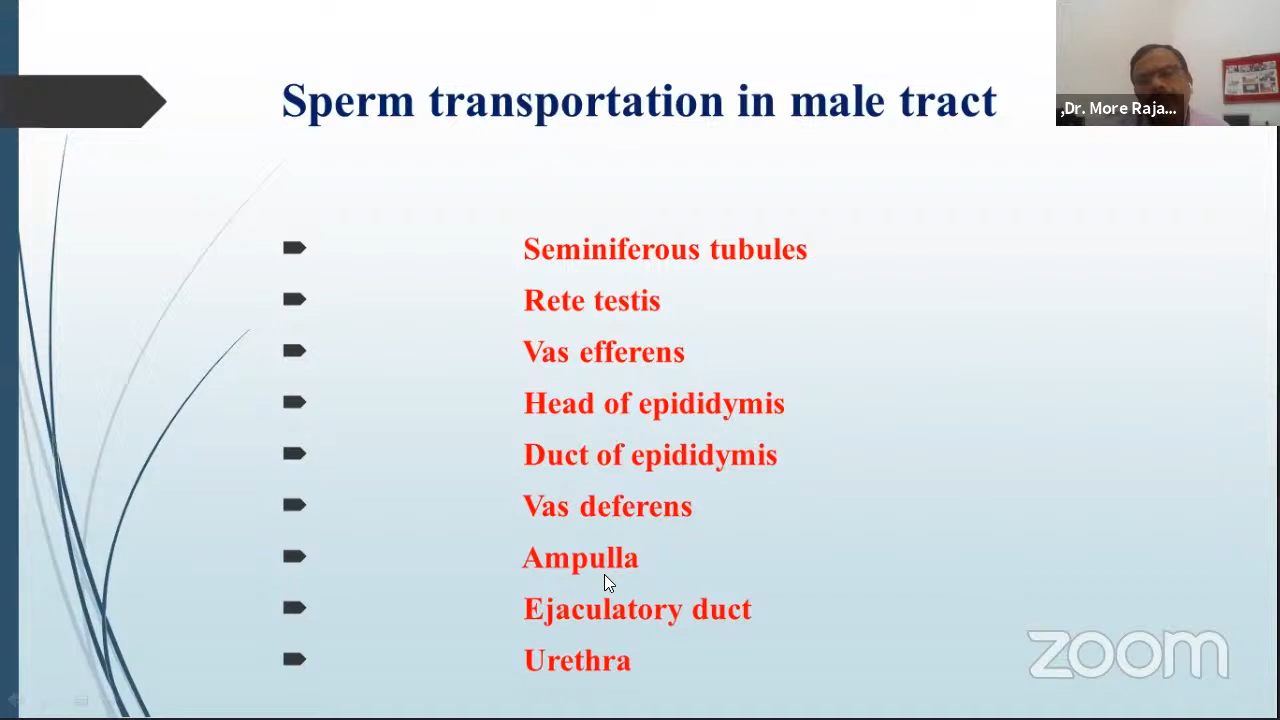 Sperm transportation in male tract
,Dr. More Raja...
Seminiferous tubules
Rete testis
Vas efferens
Head of epididymis
Duct of epididymis
Vas deferens
Ampulla
Ejaculatory duct
Urethra
zoom